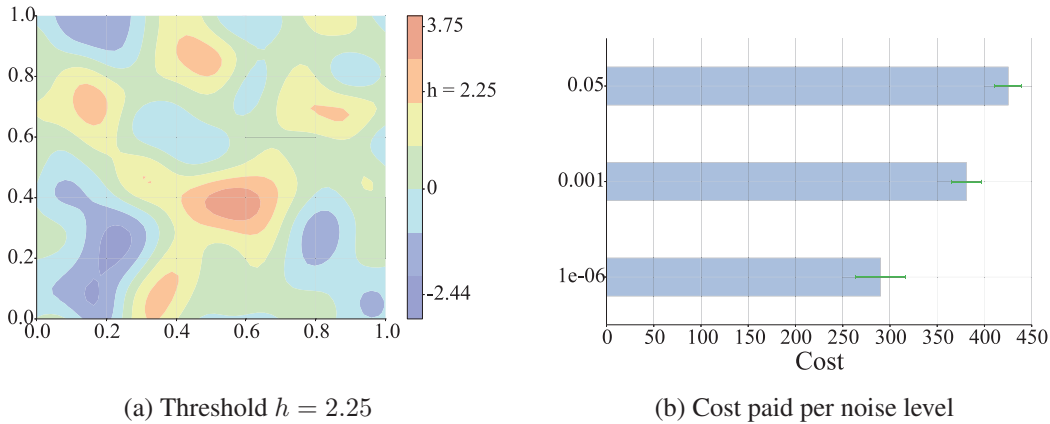 1.0
0.8
0.6
0.4
0.2
0.0
0.0 0.2 0.4 0.6 0.8 1.0
3.75
h = 2.25
0
-2.44
(a) Threshold h = 2.25
0.05
0.001
1e-06
0 50 100 150 200 250 300 350 400 450
Cost
(b) Cost paid per noise level